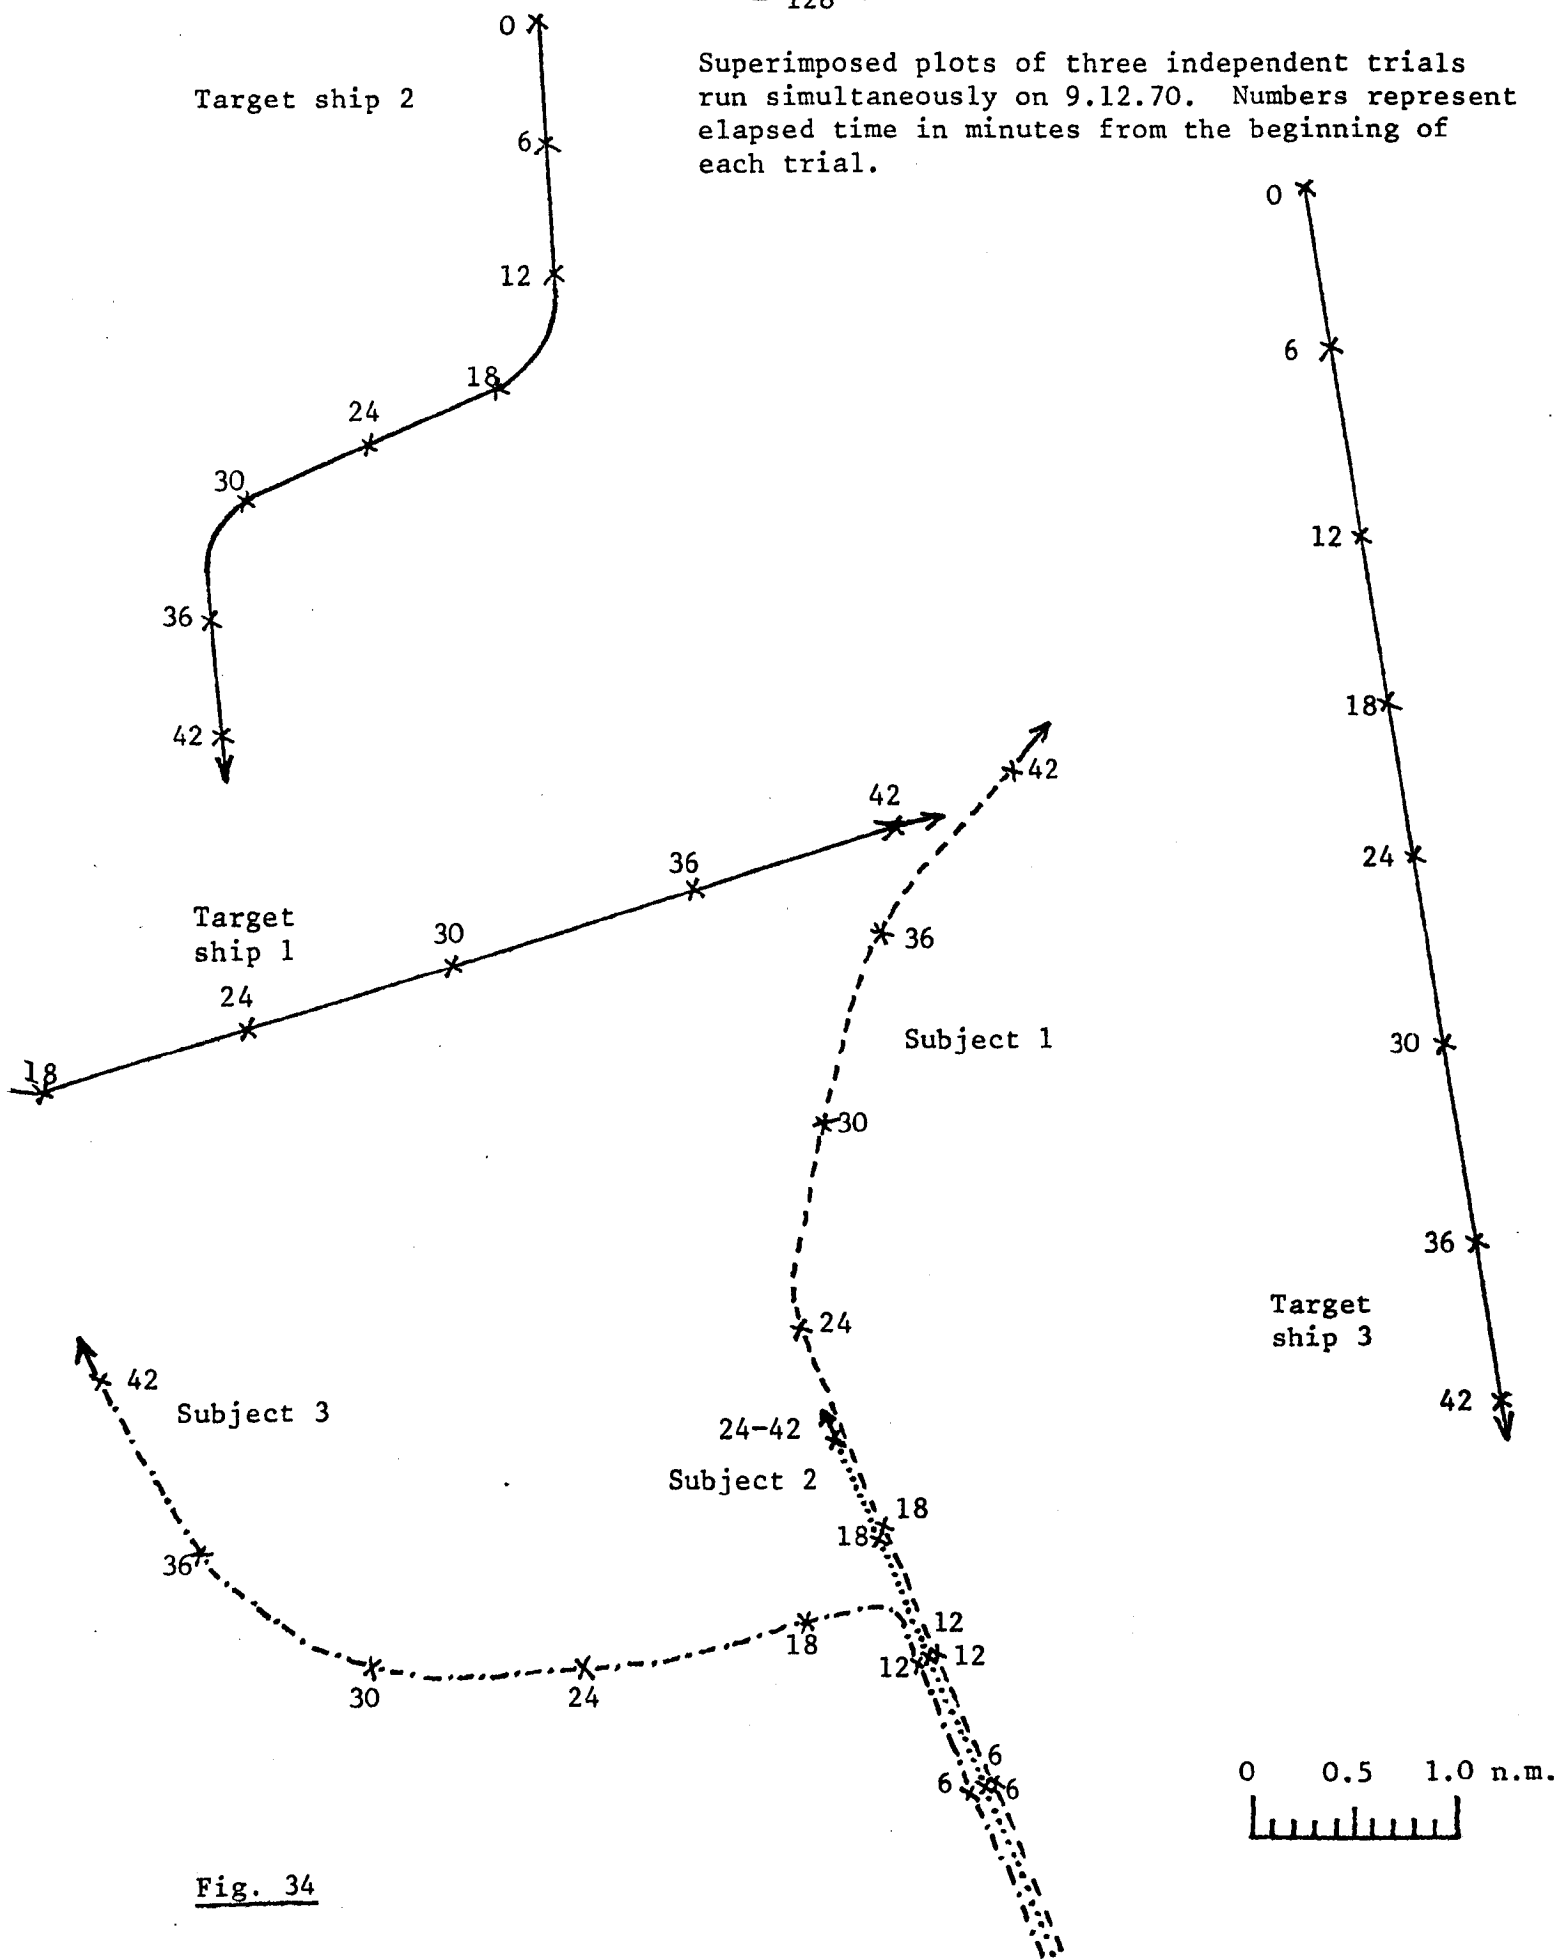 - 128
Superimposed plots of three independent trials
run simultaneously on 9.12.70. Numbers represent
elapsed time in minutes from the beginning of
each trial.
Target ship 2
0
6
12
18
24
30
36
42
0
6
12
18
24
30
36
42
Target
ship 3
Target
ship 1
18
24
30
36
42
Subject 1
42
36
30
24
18
12
6
Subject 2
24-42
18
12
6
Subject 3
42
36
30
24
18
12
6
0 0.5 1.0 n.m.
Fig. 34